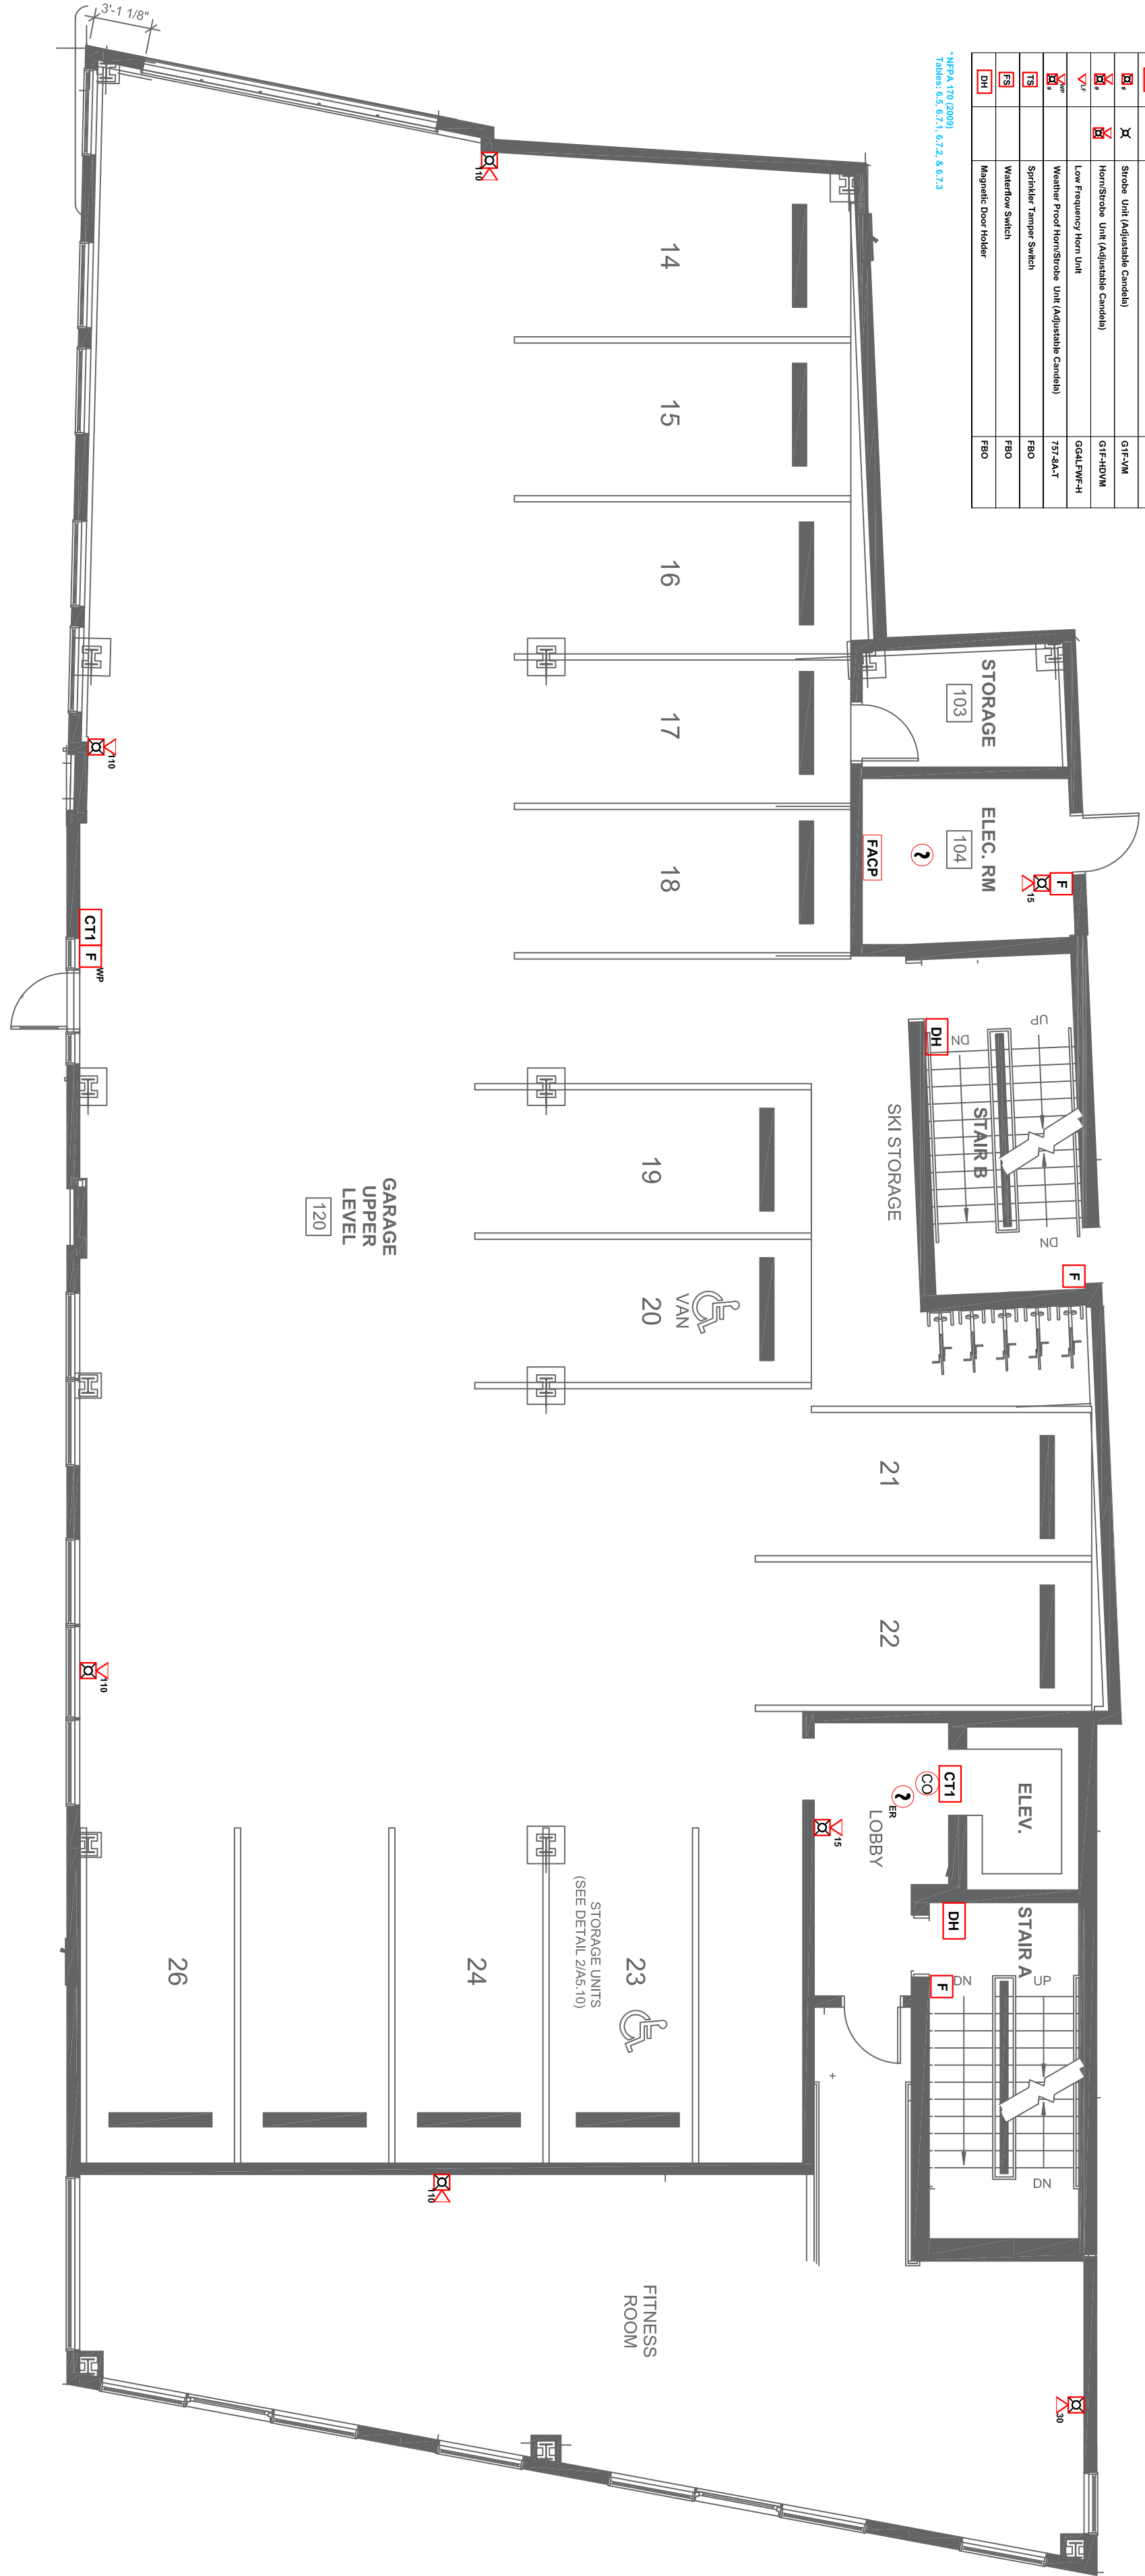 # Strobe Unit (Adjustable Candela) G1F-VM
# Horn/Strobe Unit (Adjustable Candela) G1F-HDVM
LF Low Frequency Horn Unit GG4LFWF-H
WP # Weather Proof Horn/Strobe Unit (Adjustable Candela) 757-8A-T
TS Sprinkler Tamper Switch FBO
FS Waterflow Switch FBO
DH Magnetic Door Holder FBO
*NFPA 170 (2009)
Tables: 6.5, 6.7.1, 6.7.2, & 6.7.3
3'-1 1/8"
110
14
15
16
17
18
STORAGE
103
ELEC. RM
104
FACP
F
15
110
CT1 F WP
DH
UP
DN
STAIR B
DN
SKI STORAGE
F
19
20
VAN
GARAGE
UPPER
LEVEL
120
21
22
110
ELEV.
CT1
CO
ER
LOBBY
15
DH
STAIR A
F
DN
UP
DN
23
STORAGE UNITS
(SEE DETAIL 2/A5.10)
24
26
110
FITNESS
ROOM
30